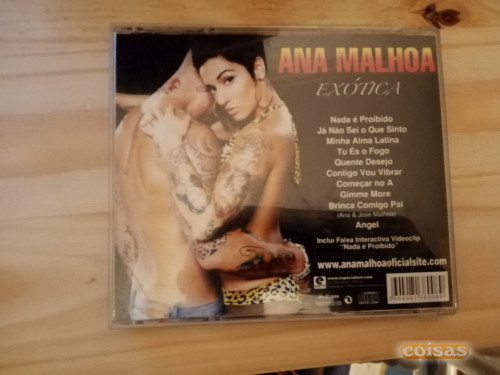 ANA MALHOA
EXÓTICA
Nada é Proibido
Já Não Sei o Que Sinto
Minha Alma Latina
Tu És o Fogo
Quente Desejo
Contigo Vou Vibrar
Começar no A
Gimme More
Brinca Comigo Pai
(Ana & José Malhoa)
Angel
Inclui Faixa Interactiva Videoclip
"Nada é Proibido"
www.anamalhoaoficialsite.com
coisas